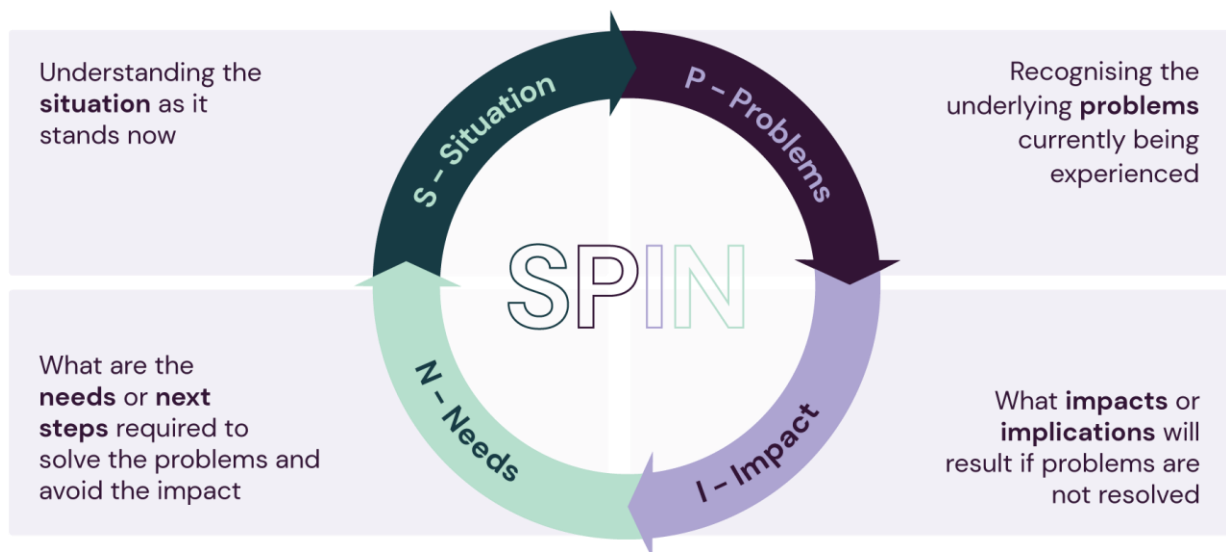 Understanding the
situation as it
stands now
S – Situation
P – Problems
Recognising the
underlying problems
currently being
experienced
SPIN
What are the
needs or next
steps required to
solve the problems and
avoid the impact
N – Needs
I – Impact
What impacts or
implications will
result if problems are
not resolved